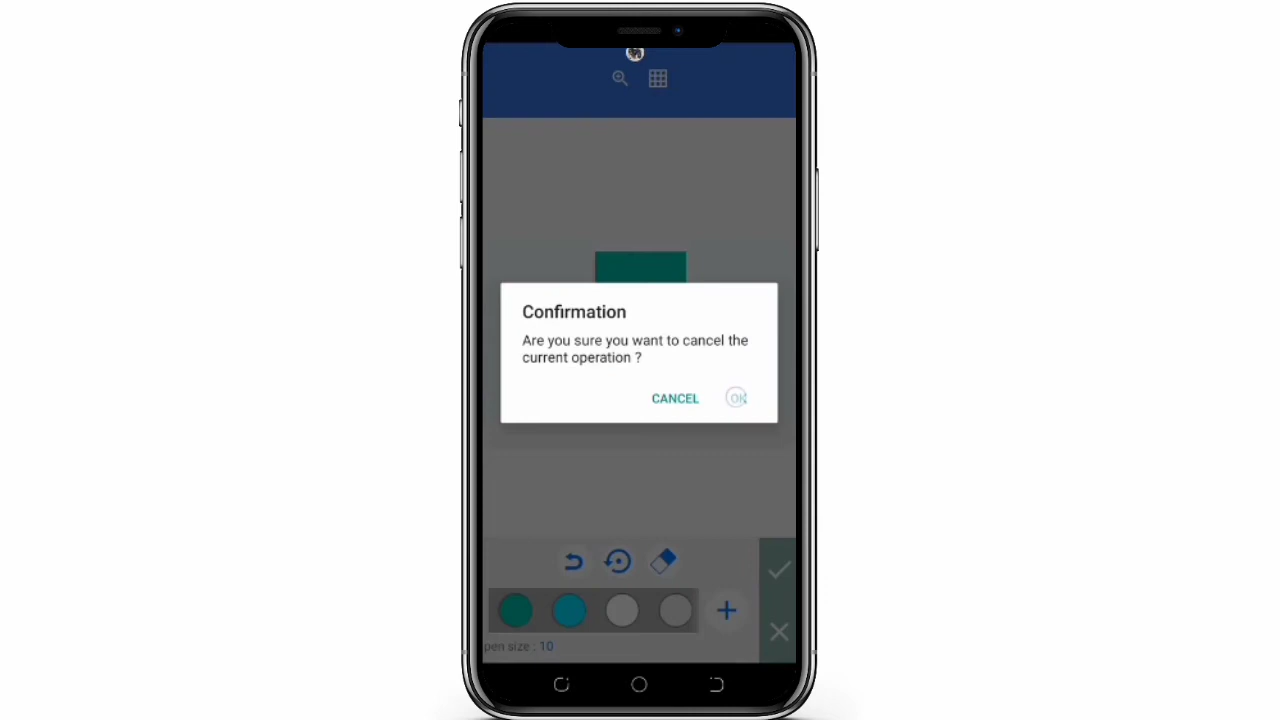 Confirmation
Are you sure you want to cancel the
current operation ?
CANCEL OK
pen size : 10